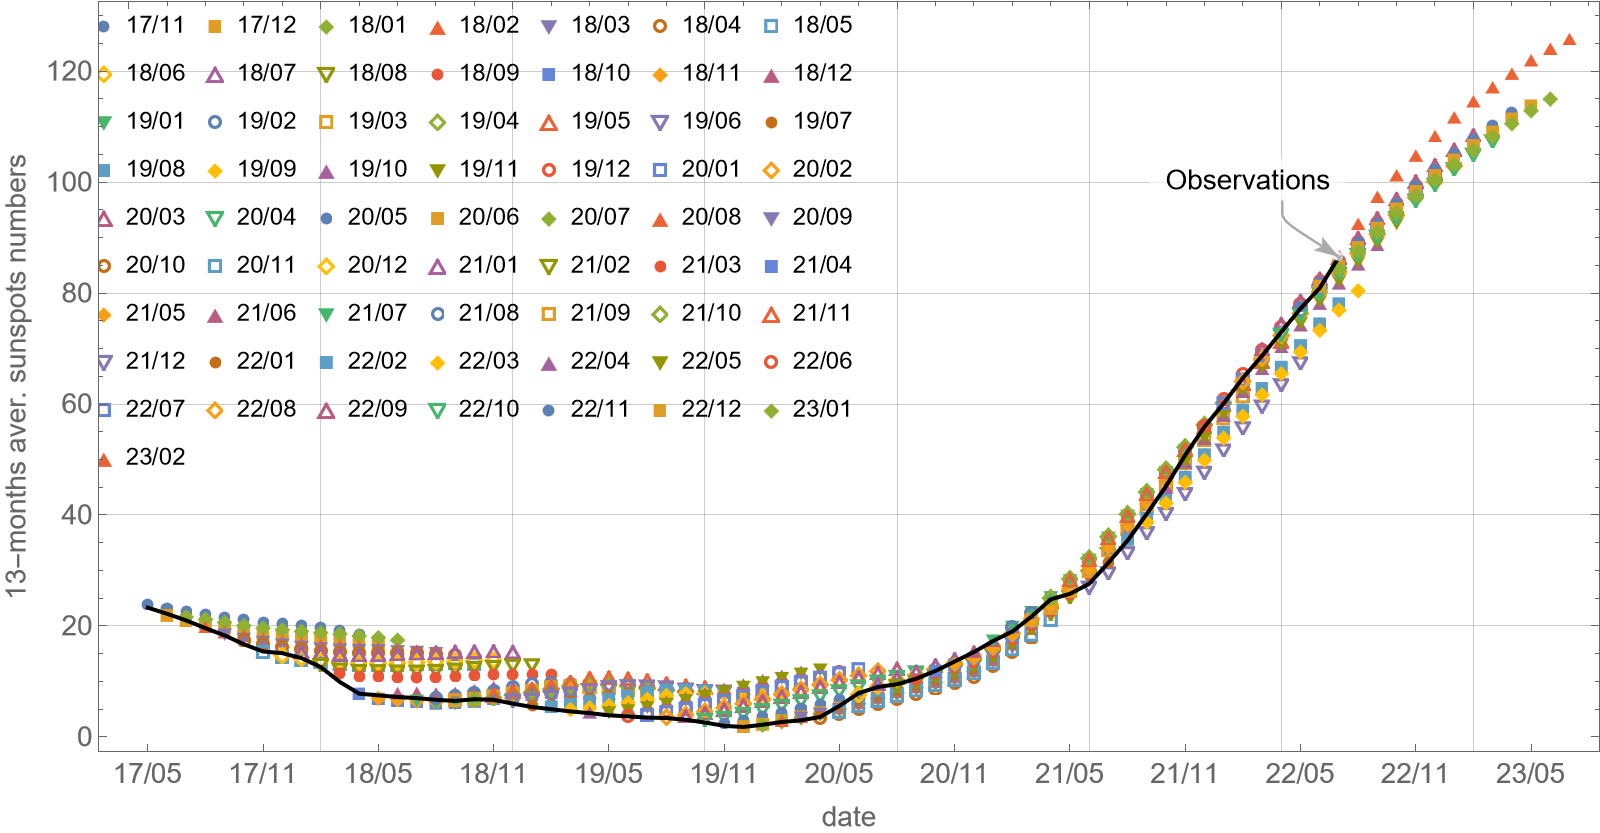 17/11 17/12 18/01 18/02 18/03 18/04 18/05
18/06 18/07 18/08 18/09 18/10 18/11 18/12
19/01 19/02 19/03 19/04 19/05 19/06 19/07
19/08 19/09 19/10 19/11 19/12 20/01 20/02
20/03 20/04 20/05 20/06 20/07 20/08 20/09
20/10 20/11 20/12 21/01 21/02 21/03 21/04
21/05 21/06 21/07 21/08 21/09 21/10 21/11
21/12 22/01 22/02 22/03 22/04 22/05 22/06
22/07 22/08 22/09 22/10 22/11 22/12 23/01
23/02
Observations
13−months aver. sunspots numbers
120
100
80
60
40
20
0
17/05 17/11 18/05 18/11 19/05 19/11 20/05 20/11 21/05 21/11 22/05 22/11 23/05
date